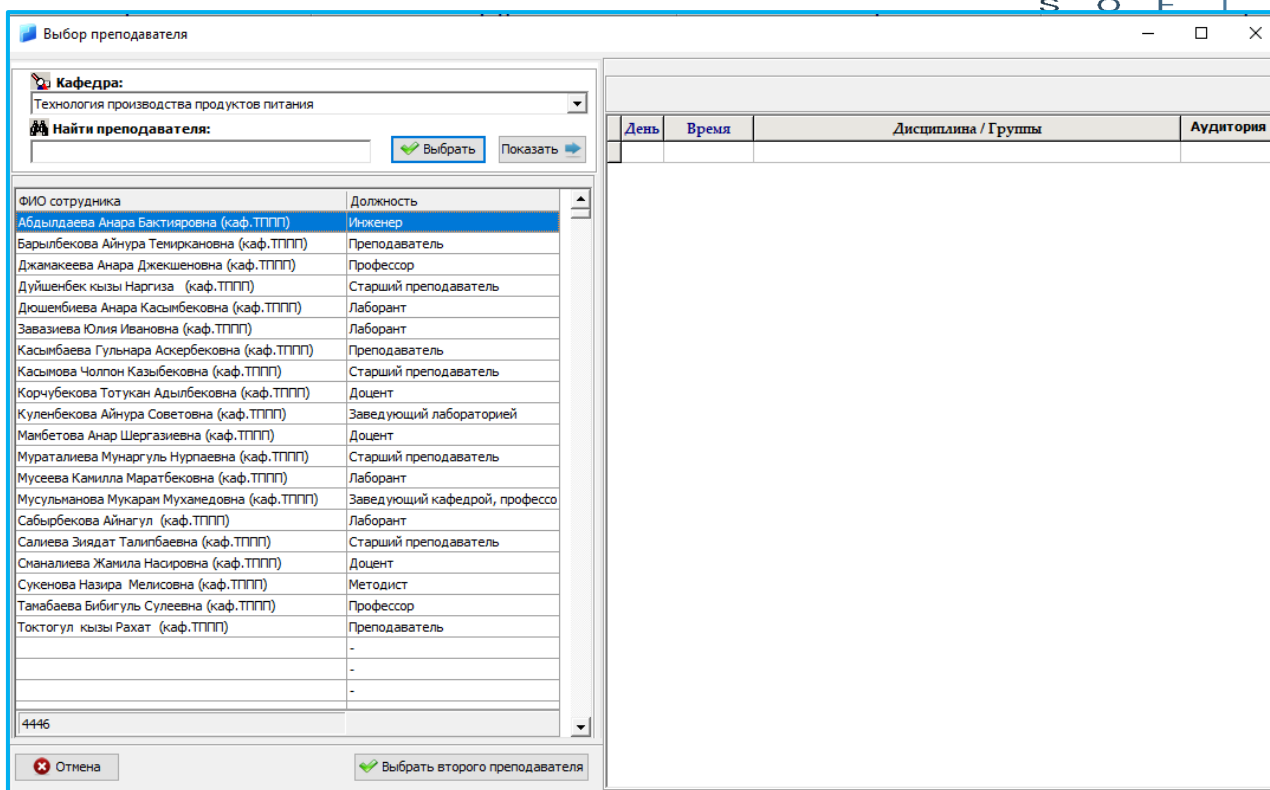 S O F T
Выбор преподавателя
Кафедра:
Технология производства продуктов питания
Найти преподавателя:
Выбрать Показать
День Время Дисциплина / Группы Аудитория
ФИО сотрудника Должность
Абдылдаева Анара Бактияровна (каф.ТППП) Инженер
Барылбекова Айнура Темиркановна (каф.ТППП) Преподаватель
Джамакеева Анара Джекшеновна (каф.ТППП) Профессор
Дуйшенбек кызы Наргиза (каф.ТППП) Старший преподаватель
Дюшембиева Анара Касымбековна (каф.ТППП) Лаборант
Завазиева Юлия Ивановна (каф.ТППП) Лаборант
Касымбаева Гульнара Аскербековна (каф.ТППП) Преподаватель
Касымова Чолпон Казыбековна (каф.ТППП) Старший преподаватель
Корчубекова Тотукан Адылбековна (каф.ТППП) Доцент
Куленбекова Айнура Советовна (каф.ТППП) Заведующий лабораторией
Мамбетова Анар Шергазиевна (каф.ТППП) Доцент
Мураталиева Мунаргуль Нурпаевна (каф.ТППП) Старший преподаватель
Мусеева Камилла Маратбековна (каф.ТППП) Лаборант
Мусульманова Мукарам Мухамедовна (каф.ТППП) Заведующий кафедрой, профессо
Сабырбекова Айнагул (каф.ТППП) Лаборант
Салиева Зиядат Талипбаевна (каф.ТППП) Старший преподаватель
Сманалиева Жамила Насировна (каф.ТППП) Доцент
Сукенова Назира Мелисовна (каф.ТППП) Методист
Тамабаева Бибигуль Сулеевна (каф.ТППП) Профессор
Токтогул кызы Рахат (каф.ТППП) Преподаватель
-
-
-
4446
Отмена Выбрать второго преподавателя